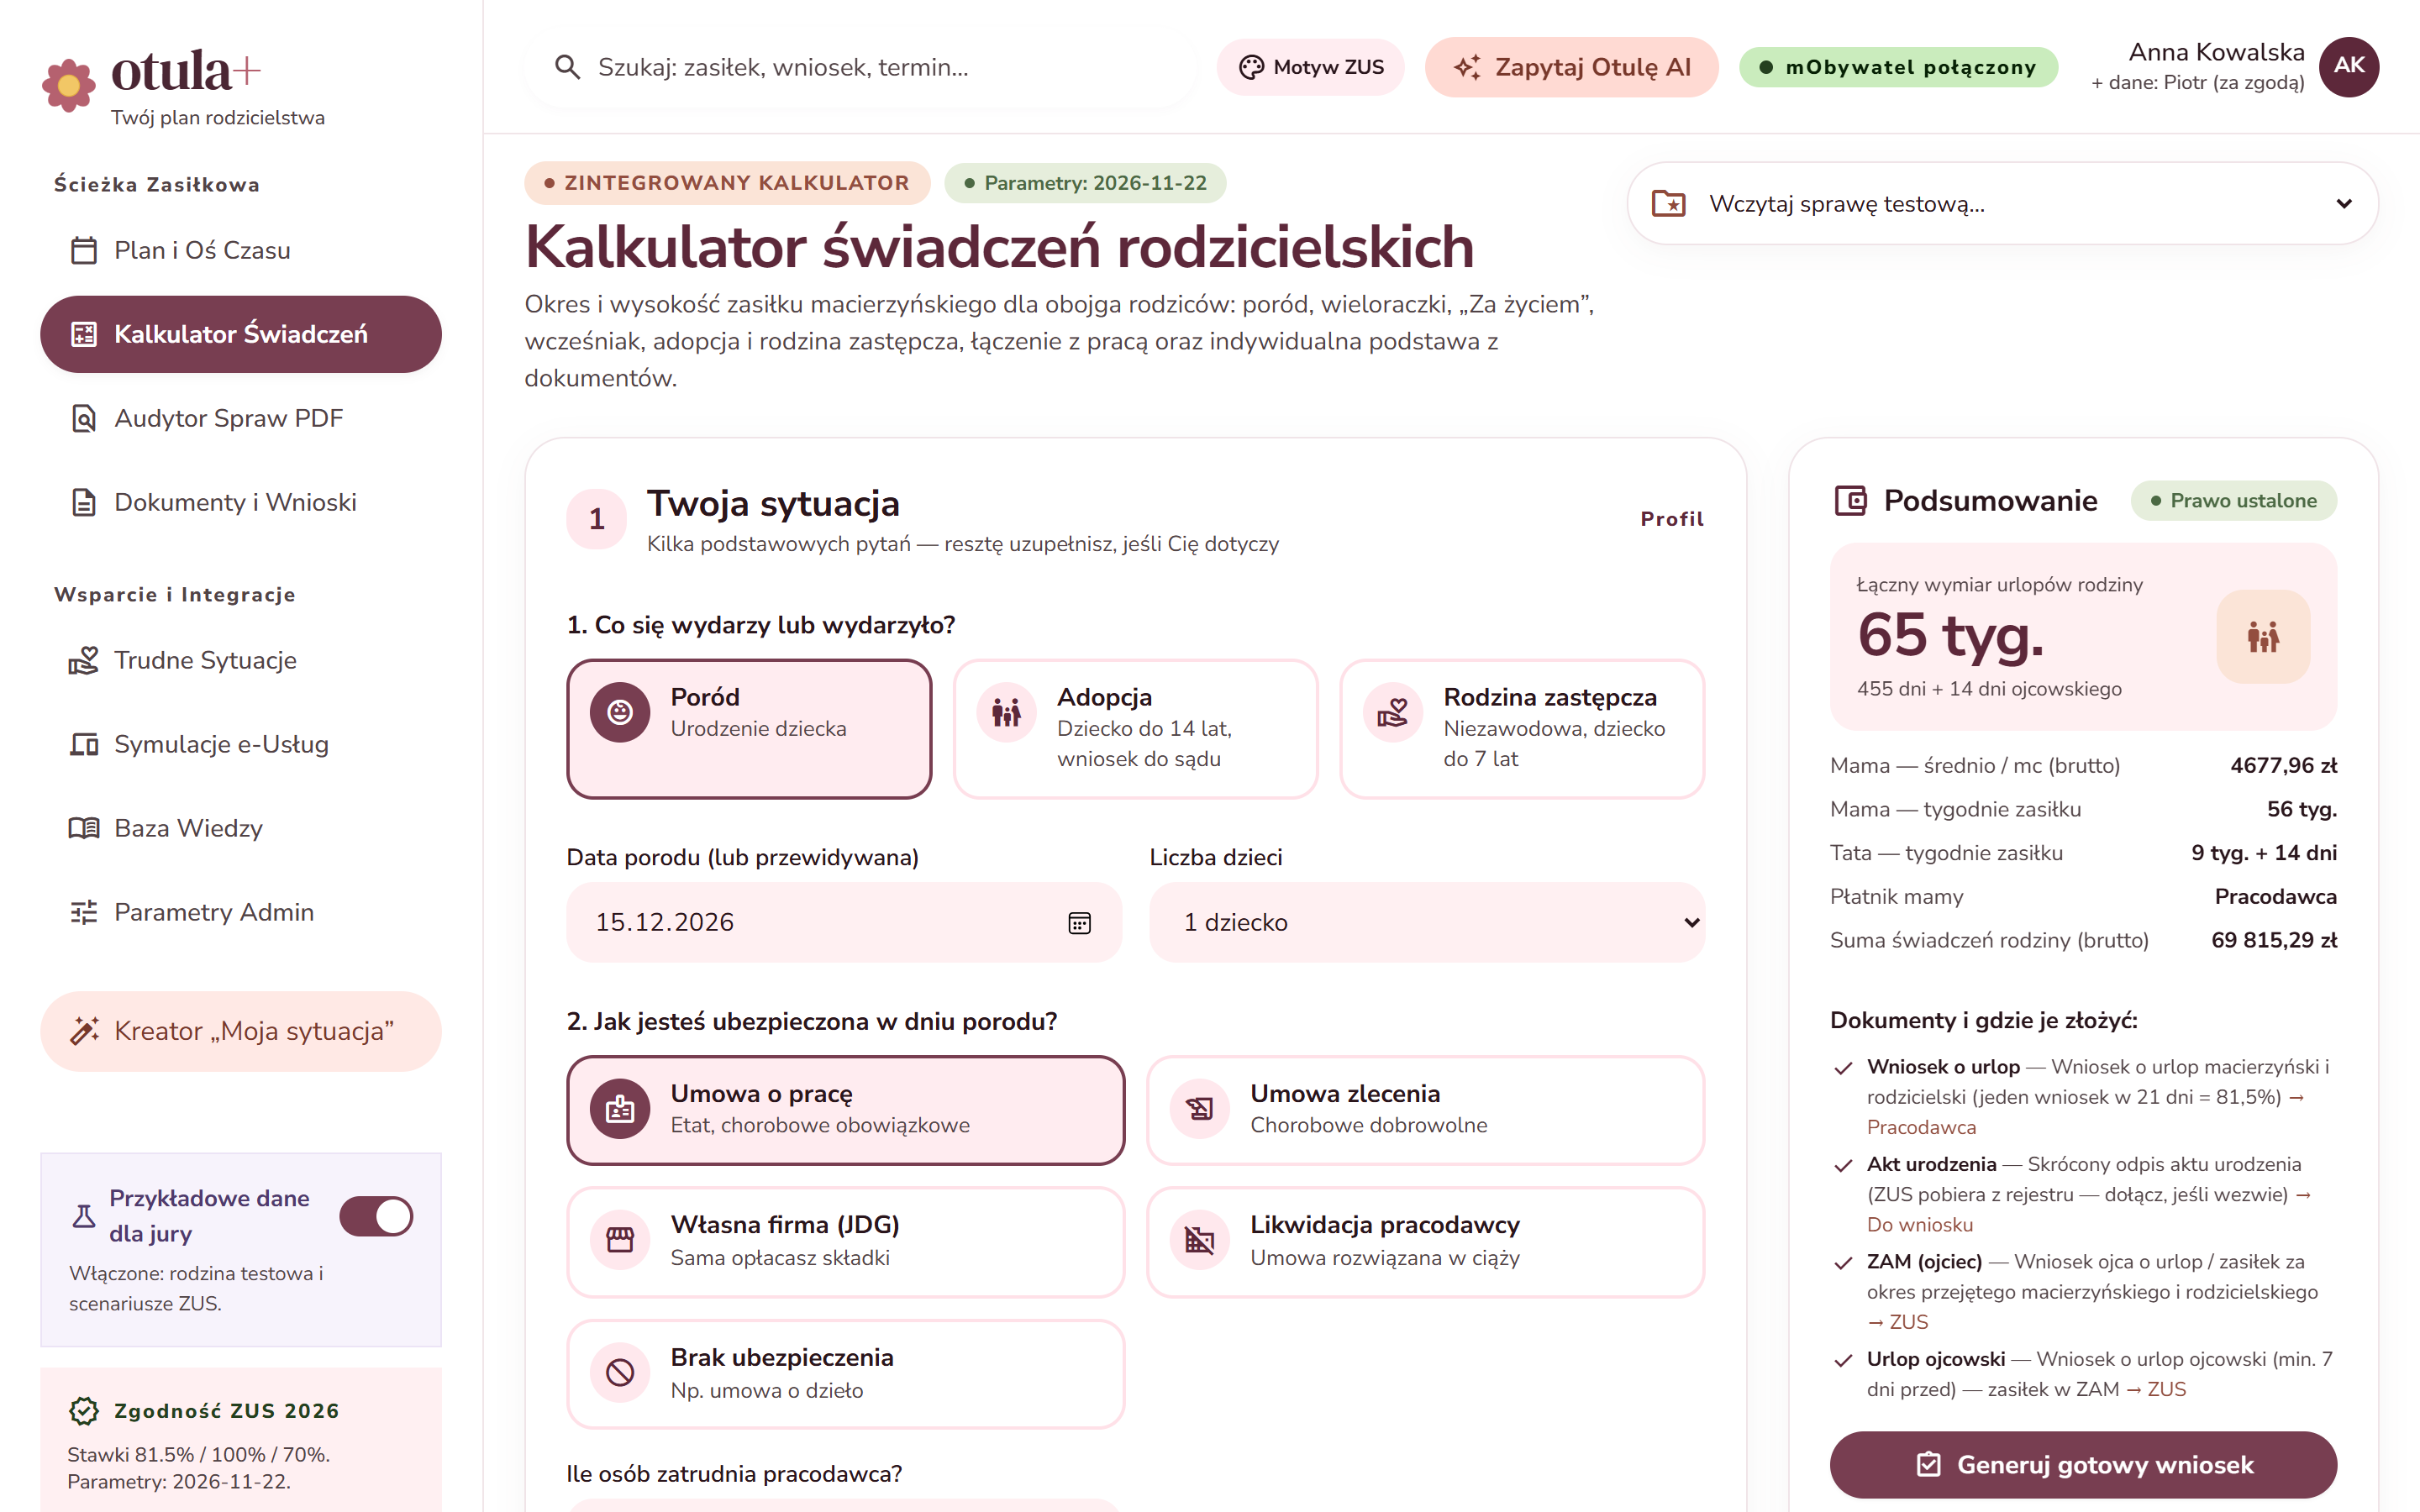 otula+
Twój plan rodzicielstwa
Ścieżka Zasiłkowa
Plan i Oś Czasu
Kalkulator Świadczeń
Audytor Spraw PDF
Dokumenty i Wnioski
Wsparcie i Integracje
Trudne Sytuacje
Symulacje e-Usług
Baza Wiedzy
Parametry Admin
Kreator „Moja sytuacja”
Przykładowe dane
dla jury
Włączone: rodzina testowa i
scenariusze ZUS.
Zgodność ZUS 2026
Stawki 81.5% / 100% / 70%.
Parametry: 2026-11-22.
Szukaj: zasiłek, wniosek, termin...
Motyw ZUS
Zapytaj Otulę AI
mObywatel połączony
Anna Kowalska
+ dane: Piotr (za zgodą)
AK
ZINTEGROWANY KALKULATOR
Parametry: 2026-11-22
Kalkulator świadczeń rodzicielskich
Okres i wysokość zasiłku macierzyńskiego dla obojga rodziców: poród, wieloraczki, „Za życiem”,
wcześniak, adopcja i rodzina zastępcza, łączenie z pracą oraz indywidualna podstawa z
dokumentów.
Wczytaj sprawę testową...
1
Twoja sytuacja
Kilka podstawowych pytań — resztę uzupełnisz, jeśli Cię dotyczy
Profil
1. Co się wydarzy lub wydarzyło?
Poród
Urodzenie dziecka
Adopcja
Dziecko do 14 lat,
wniosek do sądu
Rodzina zastępcza
Niezawodowa, dziecko
do 7 lat
Data porodu (lub przewidywana)
15.12.2026
Liczba dzieci
1 dziecko
2. Jak jesteś ubezpieczona w dniu porodu?
Umowa o pracę
Etat, chorobowe obowiązkowe
Umowa zlecenia
Chorobowe dobrowolne
Własna firma (JDG)
Sama opłacasz składki
Likwidacja pracodawcy
Umowa rozwiązana w ciąży
Brak ubezpieczenia
Np. umowa o dzieło
Ile osób zatrudnia pracodawca?
Podsumowanie
Prawo ustalone
Łączny wymiar urlopów rodziny
65 tyg.
455 dni + 14 dni ojcowskiego
Mama — średnio / mc (brutto) 4677,96 zł
Mama — tygodnie zasiłku 56 tyg.
Tata — tygodnie zasiłku 9 tyg. + 14 dni
Płatnik mamy Pracodawca
Suma świadczeń rodziny (brutto) 69 815,29 zł
Dokumenty i gdzie je złożyć:
Wniosek o urlop — Wniosek o urlop macierzyński i
rodzicielski (jeden wniosek w 21 dni = 81,5%) →
Pracodawca
Akt urodzenia — Skrócony odpis aktu urodzenia
(ZUS pobiera z rejestru — dołącz, jeśli wezwie) →
Do wniosku
ZAM (ojciec) — Wniosek ojca o urlop / zasiłek za
okres przejętego macierzyńskiego i rodzicielskiego
→ ZUS
Urlop ojcowski — Wniosek o urlop ojcowski (min. 7
dni przed) — zasiłek w ZAM → ZUS
Generuj gotowy wniosek